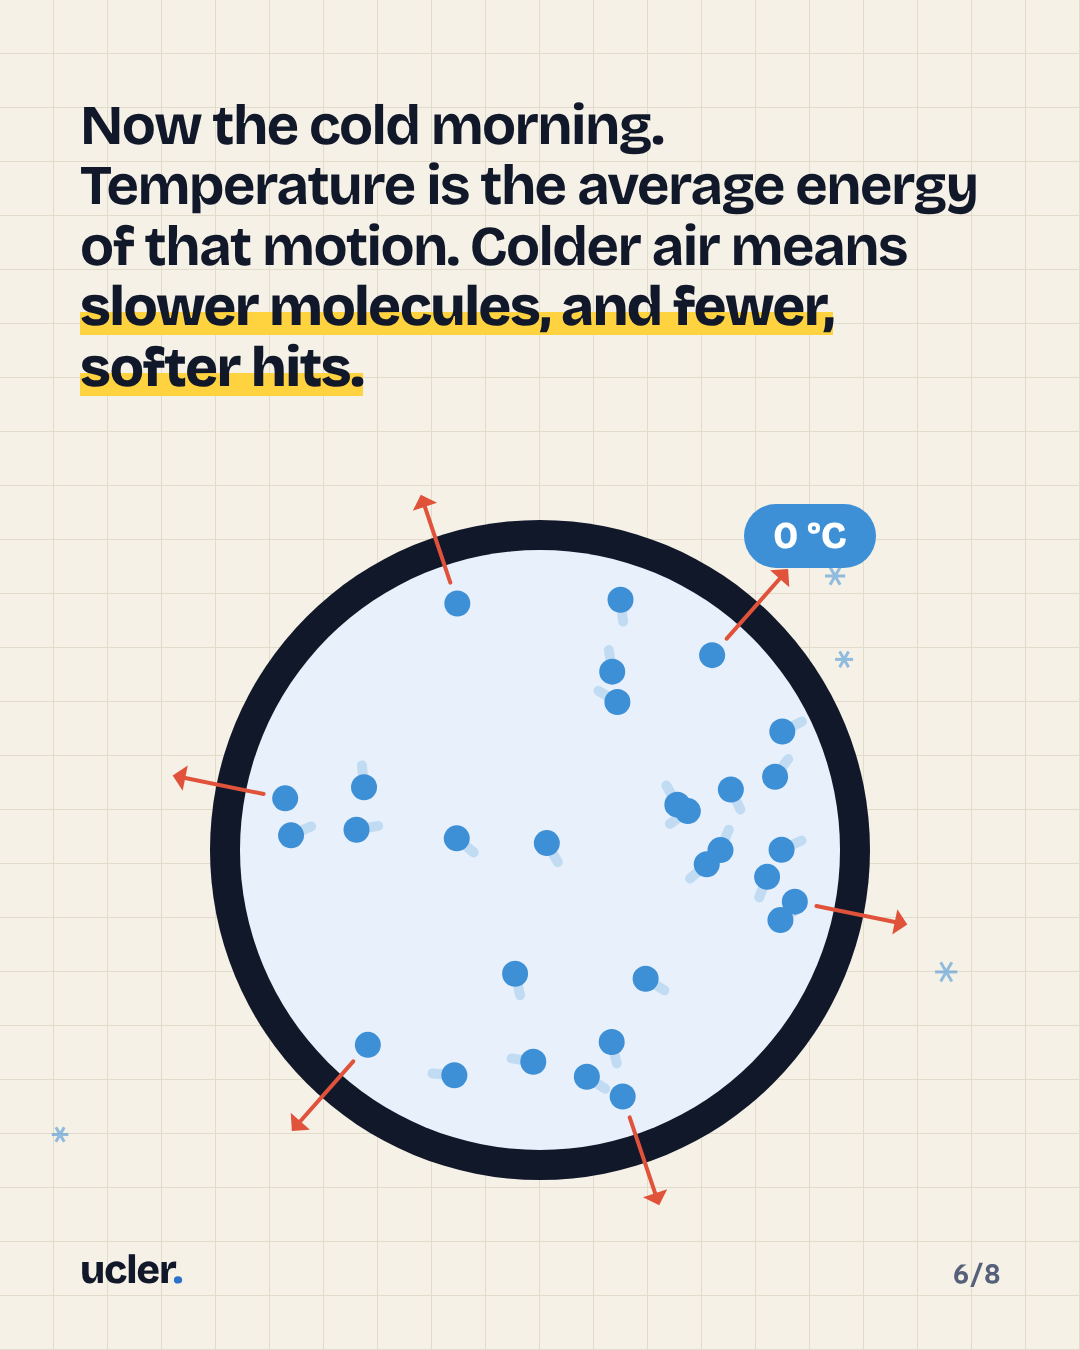 Now the cold morning.
Temperature is the average energy
of that motion. Colder air means
slower molecules, and fewer,
softer hits.
0 °C
ucler.
6/8